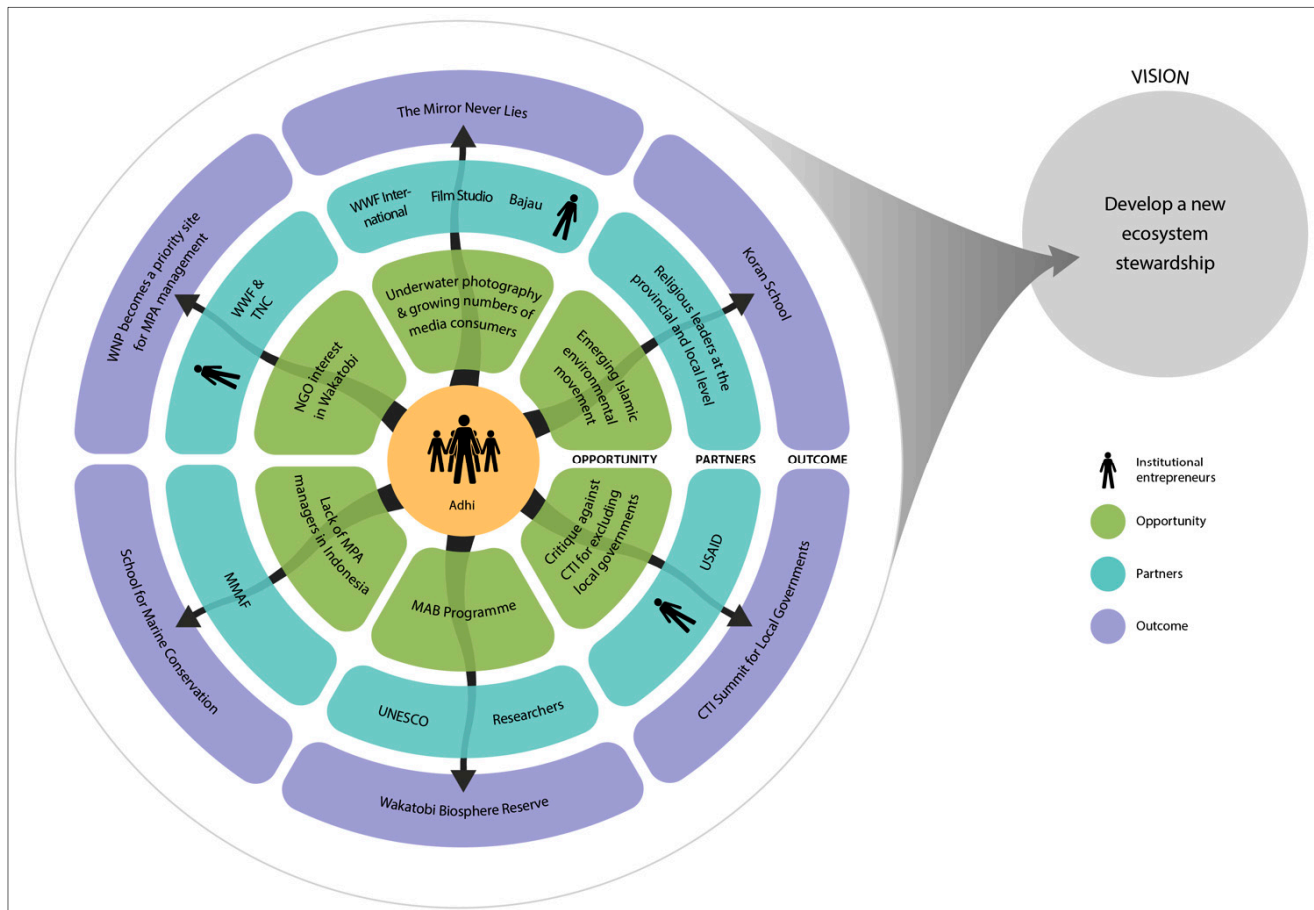 VISION
Develop a new
ecosystem
stewardship
The Mirror Never Lies
WWF Inter-
national
Film Studio
Bajau
Underwater photography
& growing numbers of
media consumers
Koran School
Religious leaders at the
provincial and local level
Emerging Islamic
environmental
movement
WNP becomes a priority site
for MPA management
WWF &
TNC
NGO interest
in Wakatobi
Adhi
OPPORTUNITY
PARTNERS
OUTCOME
Lack of MPA
managers in Indonesia
MMAF
School for Marine Conservation
MAB Programme
UNESCO
Researchers
Wakatobi Biosphere Reserve
Critique against
CTI for excluding
local governments
USAID
CTI Summit for Local Governments
Institutional
entrepreneurs
Opportunity
Partners
Outcome